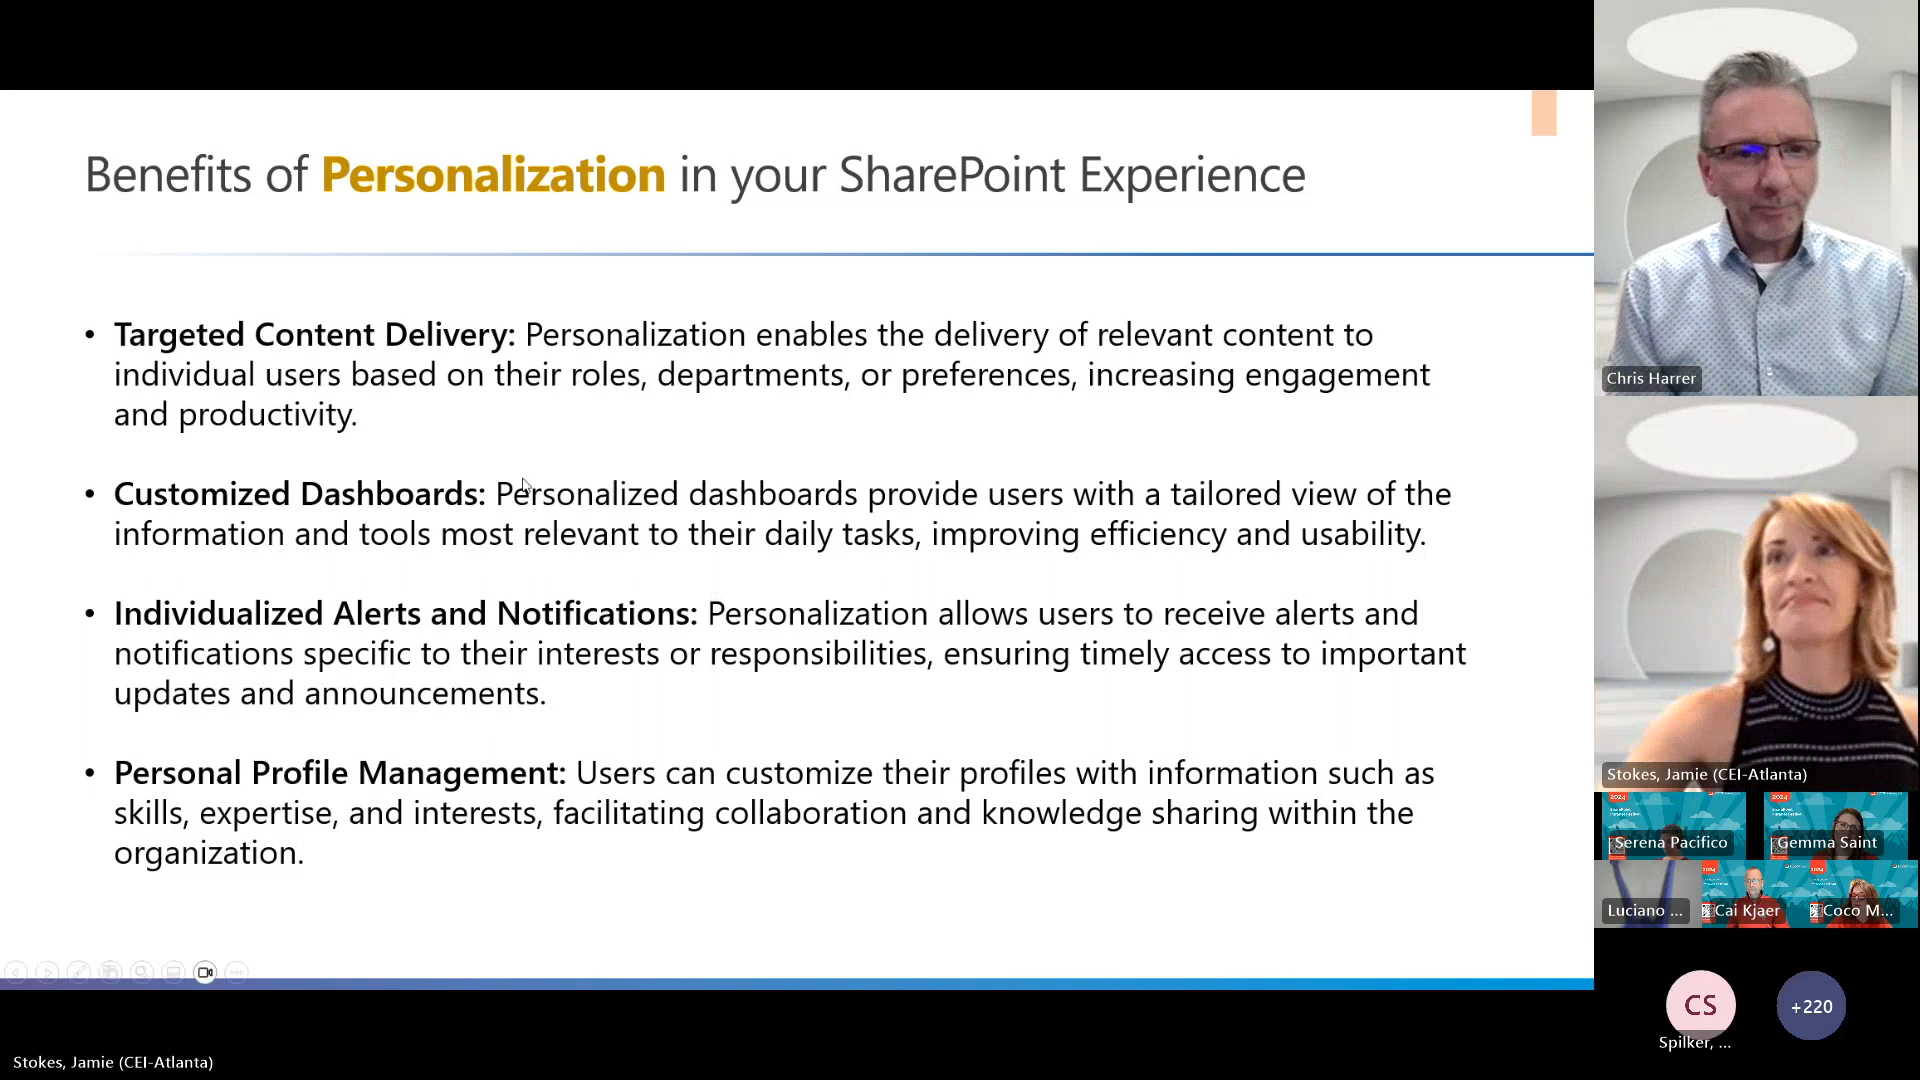 Benefits of Personalization in your SharePoint Experience
• Targeted Content Delivery: Personalization enables the delivery of relevant content to
individual users based on their roles, departments, or preferences, increasing engagement
and productivity.
• Customized Dashboards: Personalized dashboards provide users with a tailored view of the
information and tools most relevant to their daily tasks, improving efficiency and usability.
• Individualized Alerts and Notifications: Personalization allows users to receive alerts and
notifications specific to their interests or responsibilities, ensuring timely access to important
updates and announcements.
• Personal Profile Management: Users can customize their profiles with information such as
skills, expertise, and interests, facilitating collaboration and knowledge sharing within the
organization.
Stokes, Jamie (CEI-Atlanta)
Chris Harrer
Stokes, Jamie (CEI-Atlanta)
2024
2024
Serena Pacifico
Gemma Saint
2024
2024
Luciano ...
Cai Kjaer
Coco M...
CS
+220
Spilker, ...